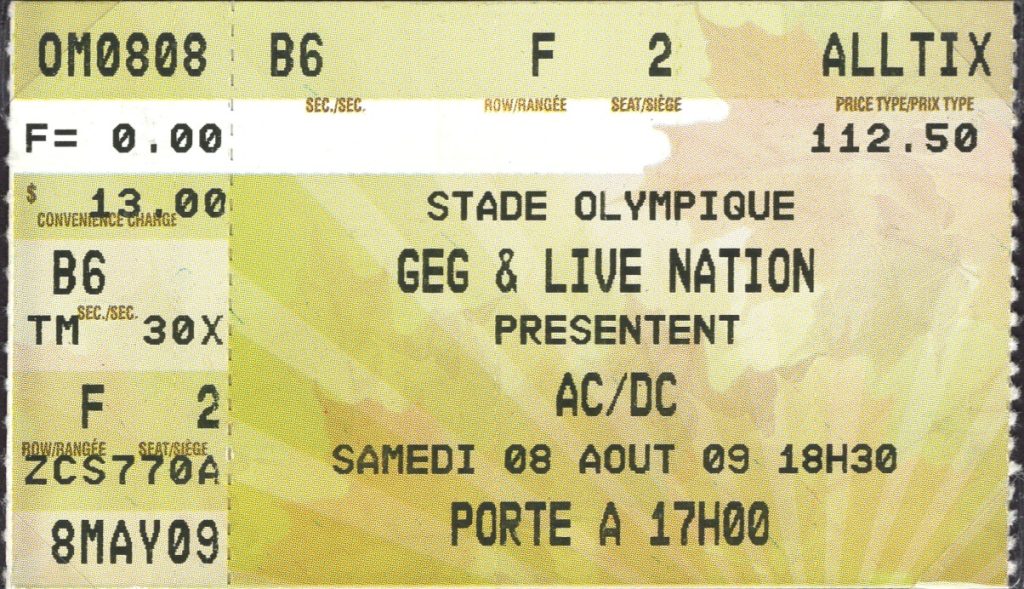 OM0808
F= 0.00
$ 13.00
CONVENIENCE CHARGE
B6
SEC./SEC.
TM 30X
F 2
ROW/RANGÉE SEAT/SIÈGE
ZCS770A
8MAY09
B6 F 2 ALLTIX
SEC./SEC. ROW/RANGÉE SEAT/SIÈGE PRICE TYPE/PRIX TYPE
112.50
STADE OLYMPIQUE
GEG & LIVE NATION
PRESENTENT
AC/DC
SAMEDI 08 AOUT 09 18H30
PORTE A 17H00